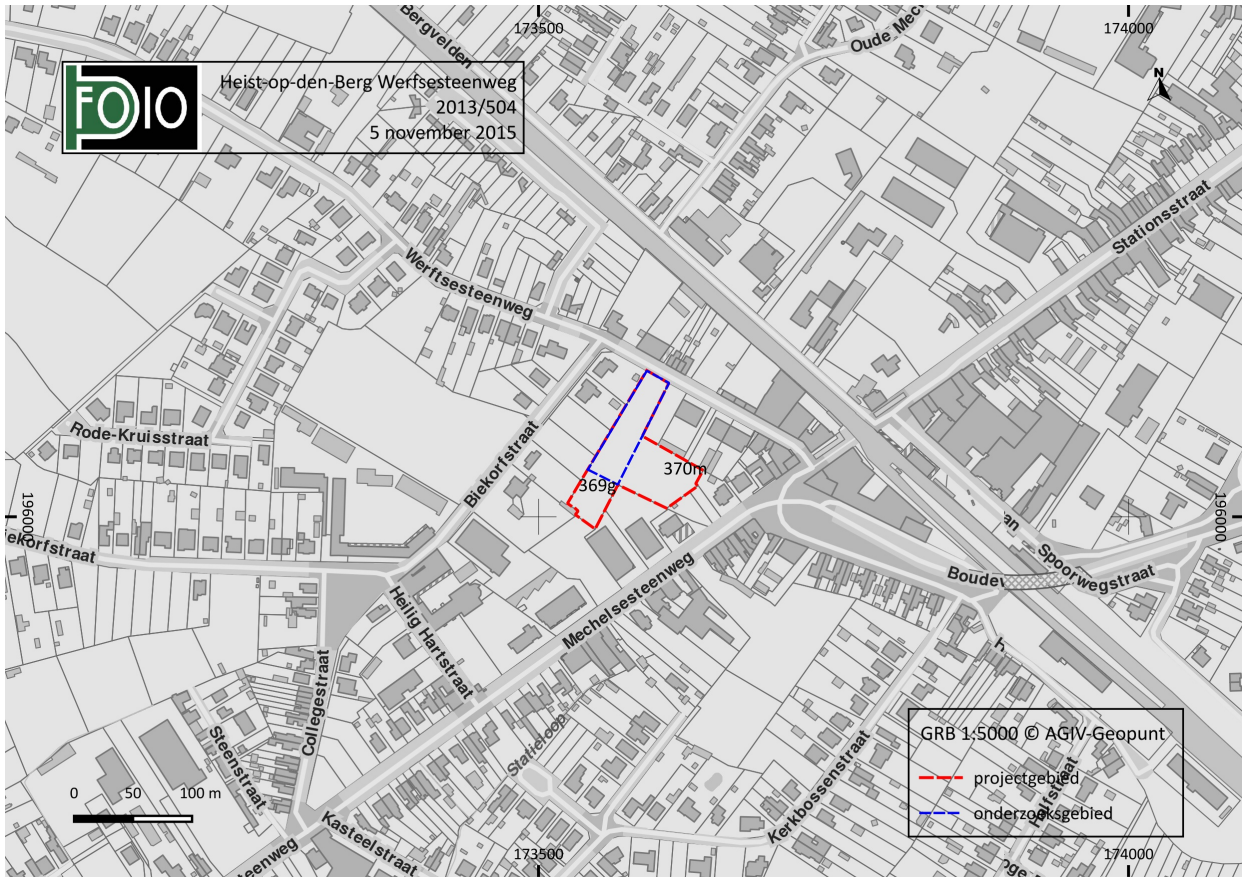 Bergvelden
173500
Oude Mec
174000
FODIO
Heist-op-den-Berg Werfsesteenweg
2013/504
5 november 2015
N
Stationsstraat
Werftsesteenweg
Rode-Kruisstraat
Biekorfstraat
370m
369g
196000
196000
ekorfstraat
van
Spoorwegstraat
Boudew
Heilig Hartstraat
Mechelsesteenweg
Collegestraat
Steenstraat
Statieloop
Kerkbossenstraat
GRB 1:5000 © AGIV-Geopunt
projectgebied
onderzoeksgebied
0 50 100 m
Kasteelstraat
steenweg
173500
174000